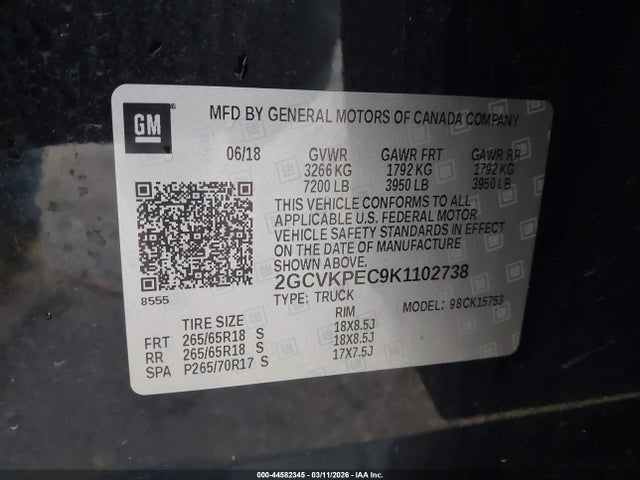 GM
MFD BY GENERAL MOTORS OF CANADA COMPANY
06/18 GVWR GAWR FRT GAWR RR
3266 KG 1792 KG 1792 KG
7200 LB 3950 LB 3950 LB
THIS VEHICLE CONFORMS TO ALL
APPLICABLE U.S. FEDERAL MOTOR
VEHICLE SAFETY STANDARDS IN EFFECT
ON THE DATE OF MANUFACTURE
SHOWN ABOVE.
2GCVKPEC9K1102738
8555
TYPE: TRUCK MODEL: 98CK15753
TIRE SIZE RIM
FRT 265/65R18 S 18X8.5J
RR 265/65R18 S 18X8.5J
SPA P265/70R17 S 17X7.5J
000-44582345 - 03/11/2026 - IAA Inc.